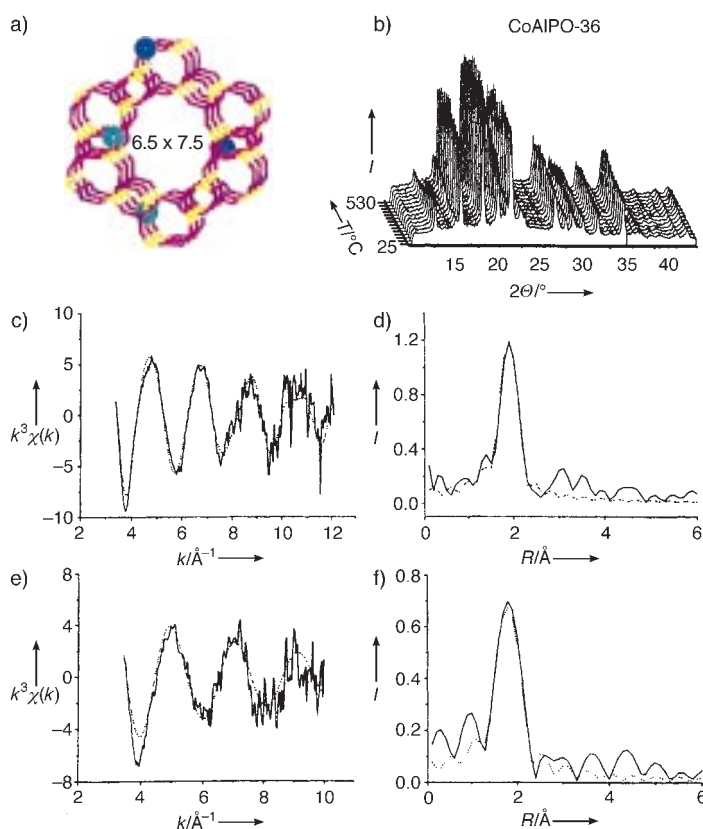 a)
6.5 x 7.5
b)
CoAlPO-36
I
530
T/°C
25
15 20 25 30 35 40
2Θ/°
c)
10
5
0
−5
−10
k³χ(k)
2 4 6 8 10 12
k/Å⁻¹
d)
1.2
0.8
0.4
0.0
I
0 2 4 6
R/Å
e)
8
4
0
−4
−8
k³χ(k)
2 4 6 8 10
k/Å⁻¹
f)
0.8
0.6
0.4
0.2
0.0
I
0 2 4 6
R/Å